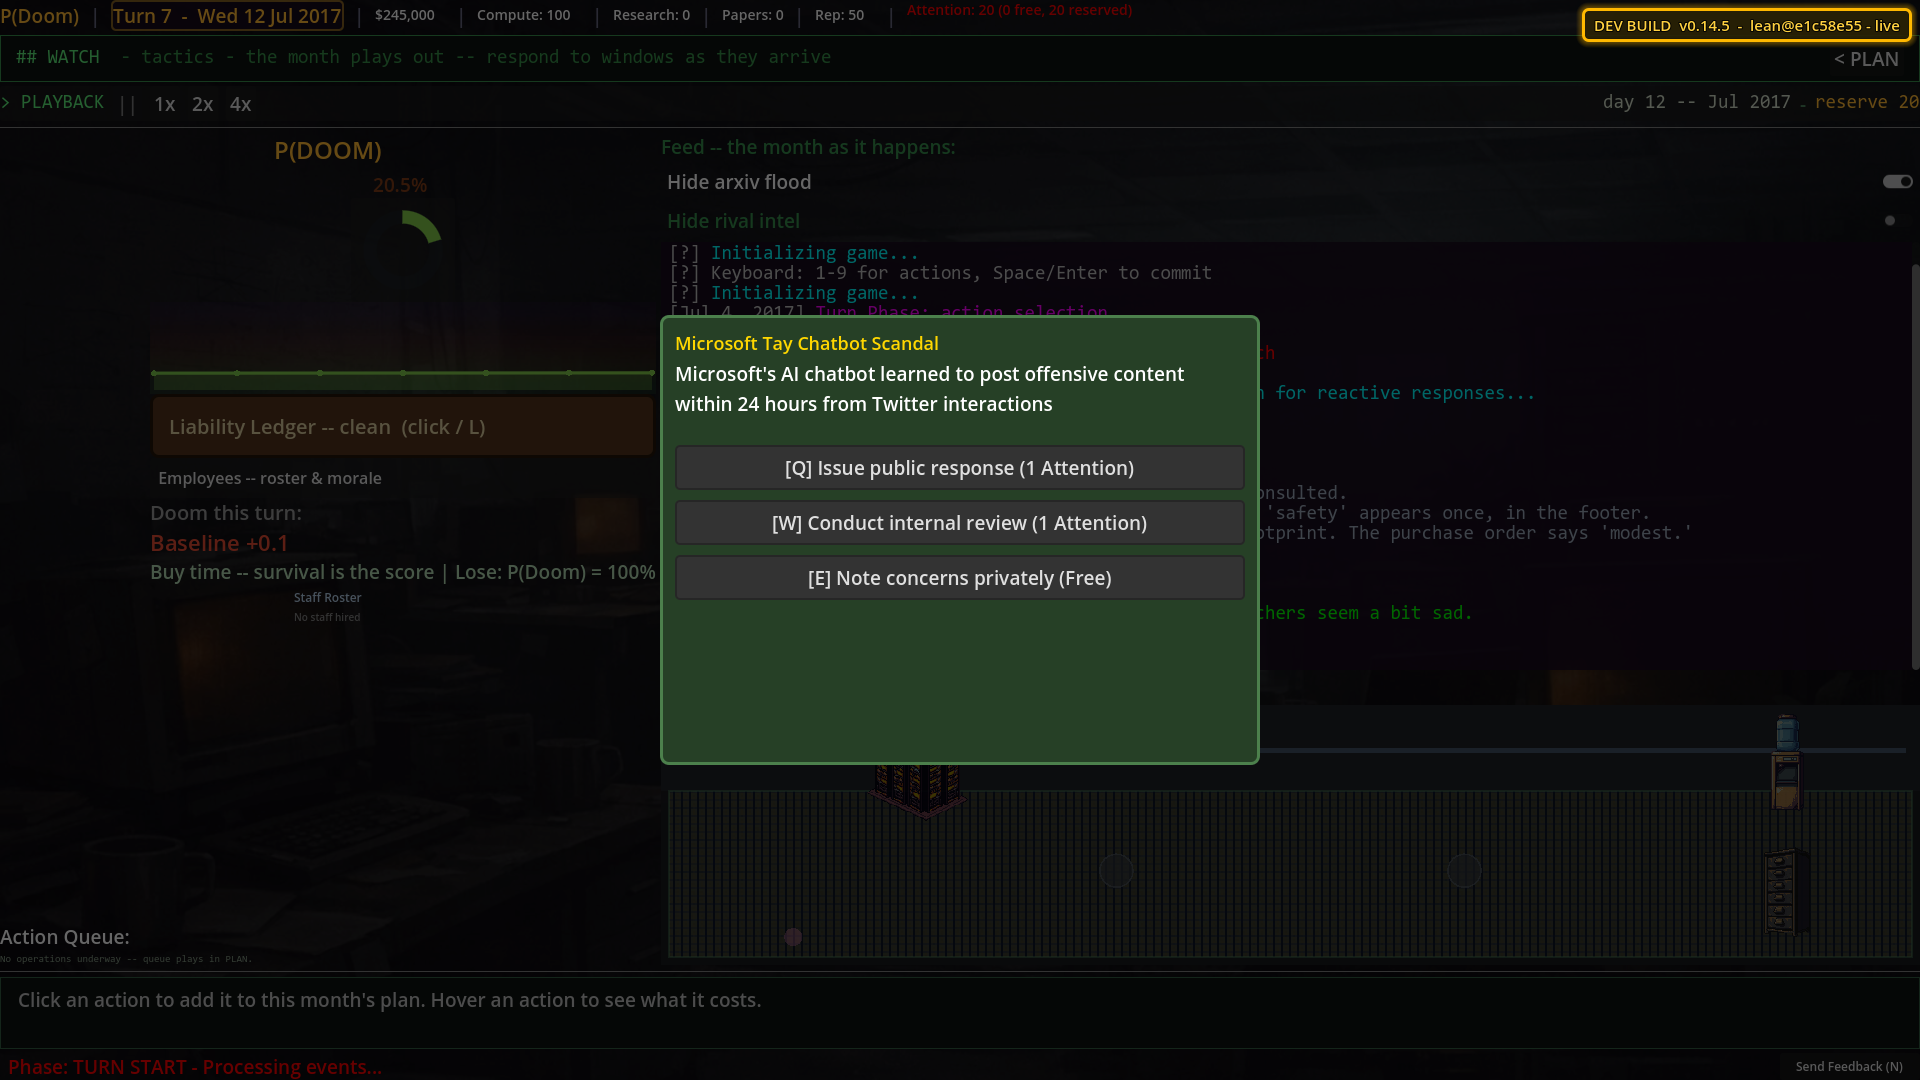 P(Doom) | Turn 7 - Wed 12 Jul 2017 | $245,000 | Compute: 100 | Research: 0 | Papers: 0 | Rep: 50 | Attention: 20 (0 free, 20 reserved)
DEV BUILD v0.14.5 - lean@e1c58e55 - live
## WATCH - tactics - the month plays out -- respond to windows as they arrive
< PLAN
> PLAYBACK || 1x 2x 4x
day 12 -- Jul 2017 - reserve 20
P(DOOM)
20.5%
Feed -- the month as it happens:
Hide arxiv flood
Hide rival intel
[?] Initializing game...
[?] Keyboard: 1-9 for actions, Space/Enter to commit
[?] Initializing game...
[Jul 4, 2017] Turn Phase: action selection
ch
n for reactive responses...
onsulted.
'safety' appears once, in the footer.
otprint. The purchase order says 'modest.'
thers seem a bit sad.
Microsoft Tay Chatbot Scandal
Microsoft's AI chatbot learned to post offensive content
within 24 hours from Twitter interactions
[Q] Issue public response (1 Attention)
[W] Conduct internal review (1 Attention)
[E] Note concerns privately (Free)
Liability Ledger -- clean (click / L)
Employees -- roster & morale
Doom this turn:
Baseline +0.1
Buy time -- survival is the score | Lose: P(Doom) = 100%
Staff Roster
No staff hired
Action Queue:
No operations underway -- queue plays in PLAN.
Click an action to add it to this month's plan. Hover an action to see what it costs.
Phase: TURN START - Processing events...
Send Feedback (N)